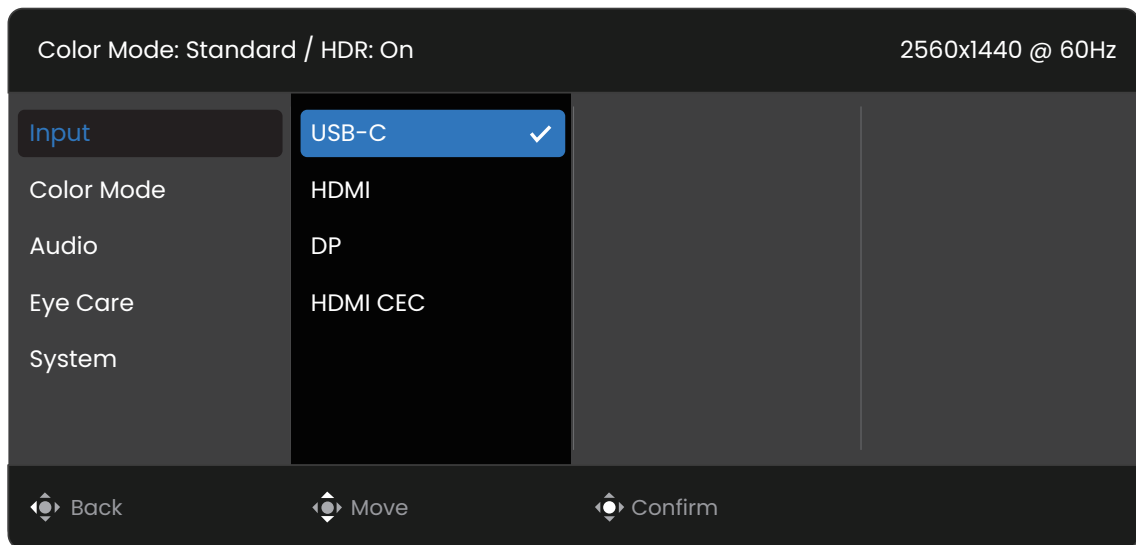 Color Mode: Standard / HDR: On
2560x1440 @ 60Hz
Input
Color Mode
Audio
Eye Care
System
USB-C
HDMI
DP
HDMI CEC
Back
Move
Confirm